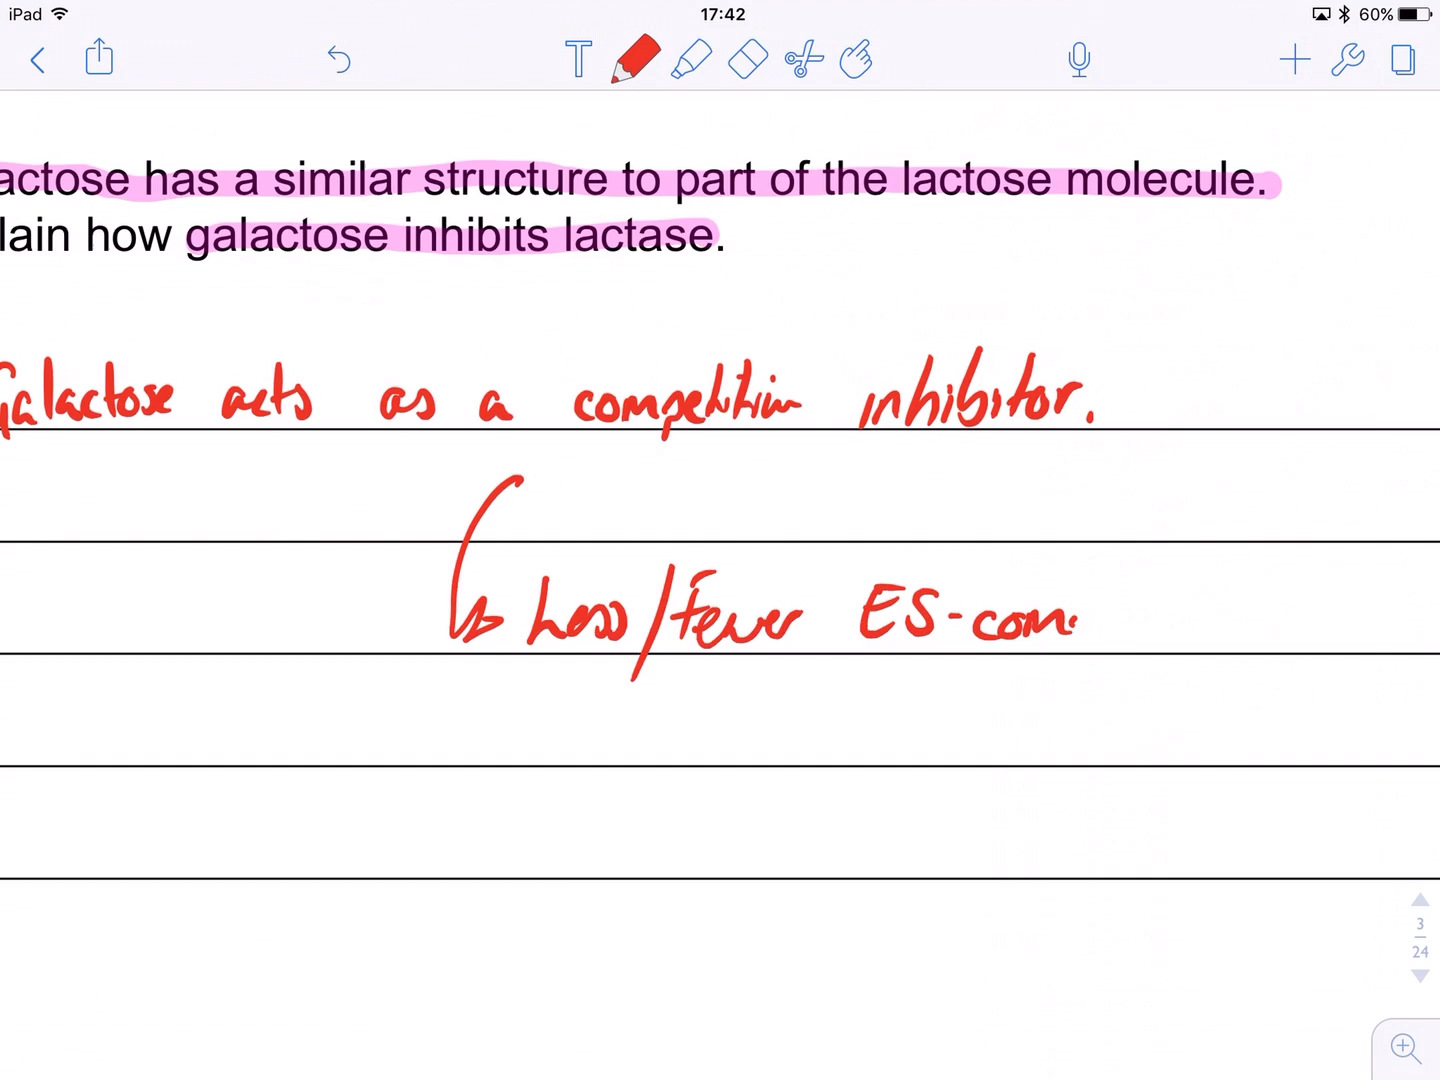 iPad 17:42 60%
T
actose has a similar structure to part of the lactose molecule.
lain how galactose inhibits lactase.
Galactose acts as a competitive inhibitor.
Less/fewer ES-com
3
24